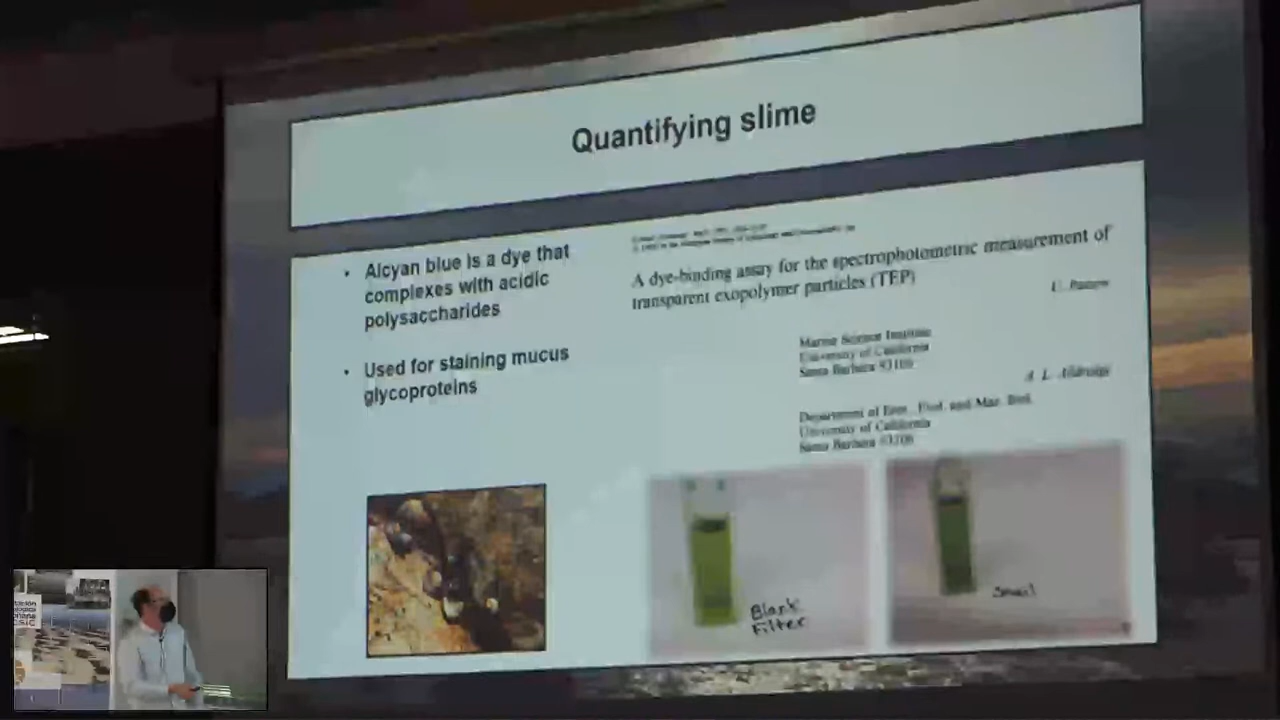 Quantifying slime
• Alcyan blue is a dye that
complexes with acidic
polysaccharides
• Used for staining mucus
glycoproteins
A dye-binding assay for the spectrophotometric measurement of
transparent exopolymer particles (TEP)
Marine Science Institute
University of California
Santa Barbara 93106
Department of
and Mar. Biol.
University of California
Santa Barbara 93106
Blank
Filter
Snail
CSIC